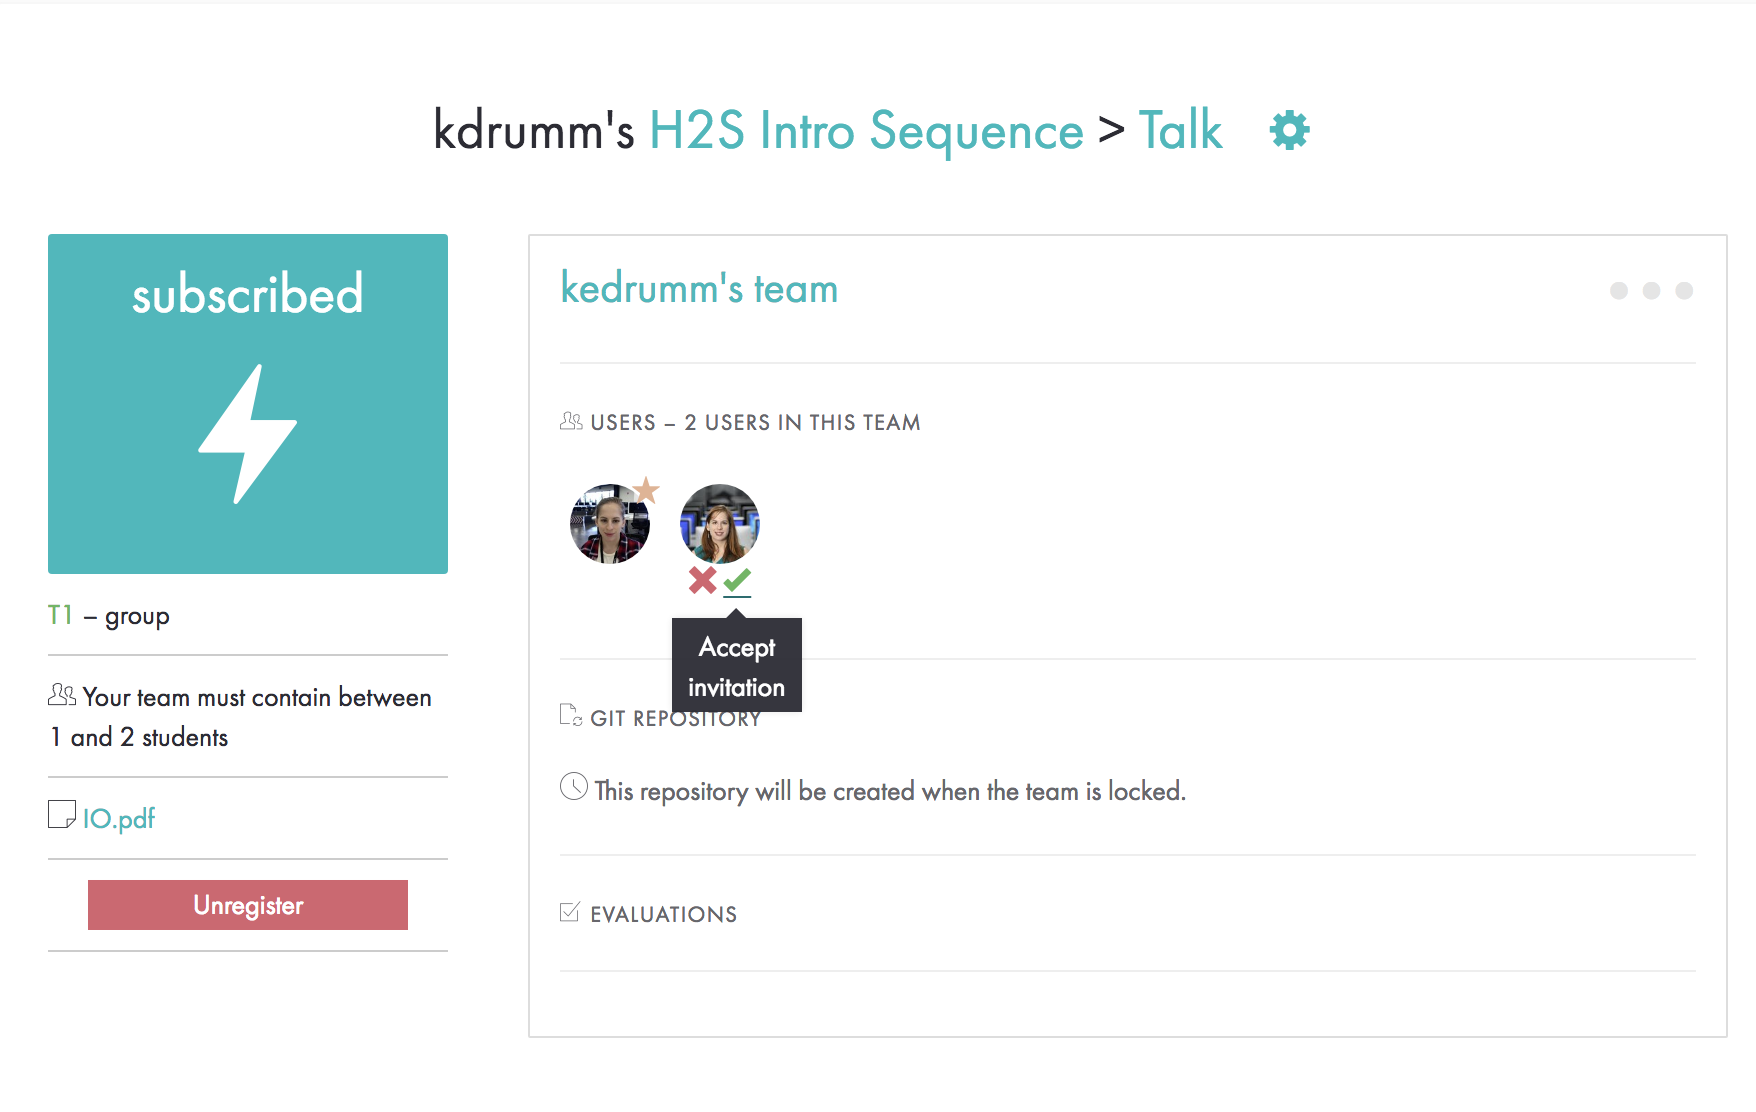 kdrumm's H2S Intro Sequence > Talk
subscribed
T1 – group
Your team must contain between
1 and 2 students
IO.pdf
Unregister
kedrumm's team
USERS – 2 USERS IN THIS TEAM
Accept
invitation
GIT REPOSITORY
This repository will be created when the team is locked.
EVALUATIONS